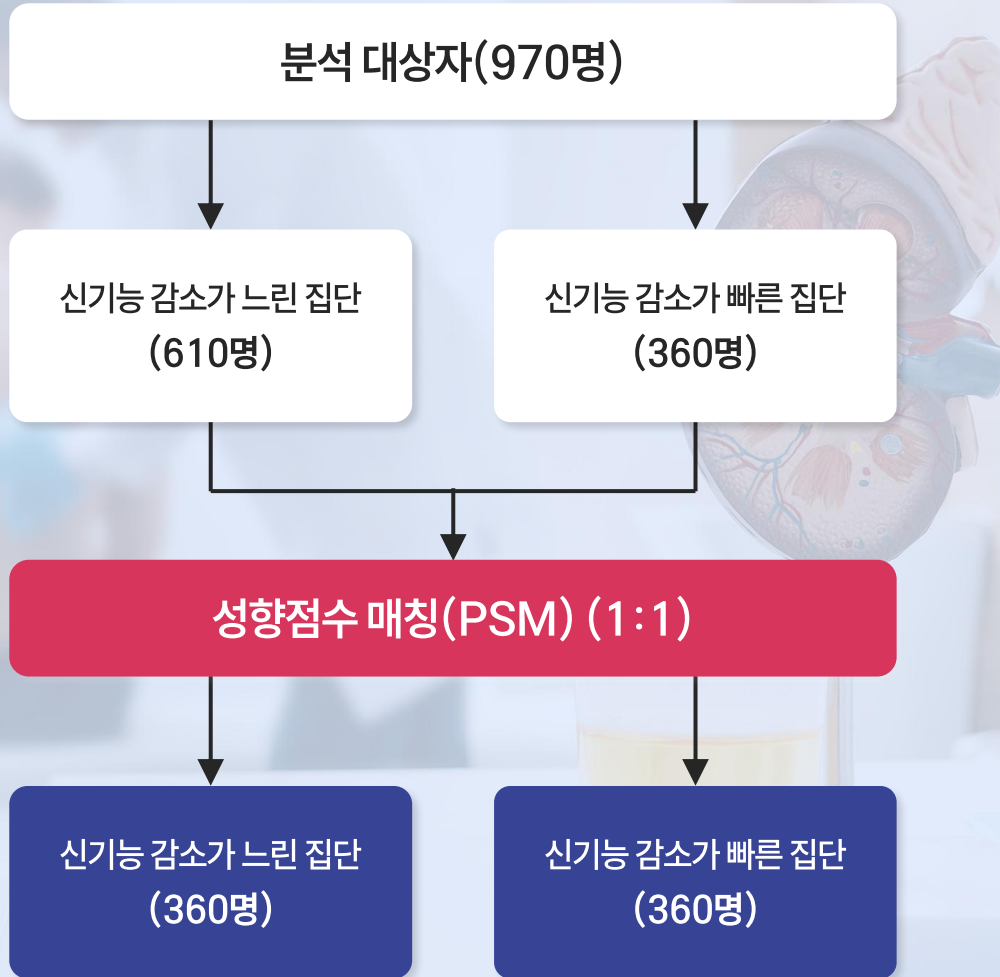 분석 대상자(970명)
신기능 감소가 느린 집단
(610명)
신기능 감소가 빠른 집단
(360명)
성향점수 매칭(PSM) (1:1)
신기능 감소가 느린 집단
(360명)
신기능 감소가 빠른 집단
(360명)